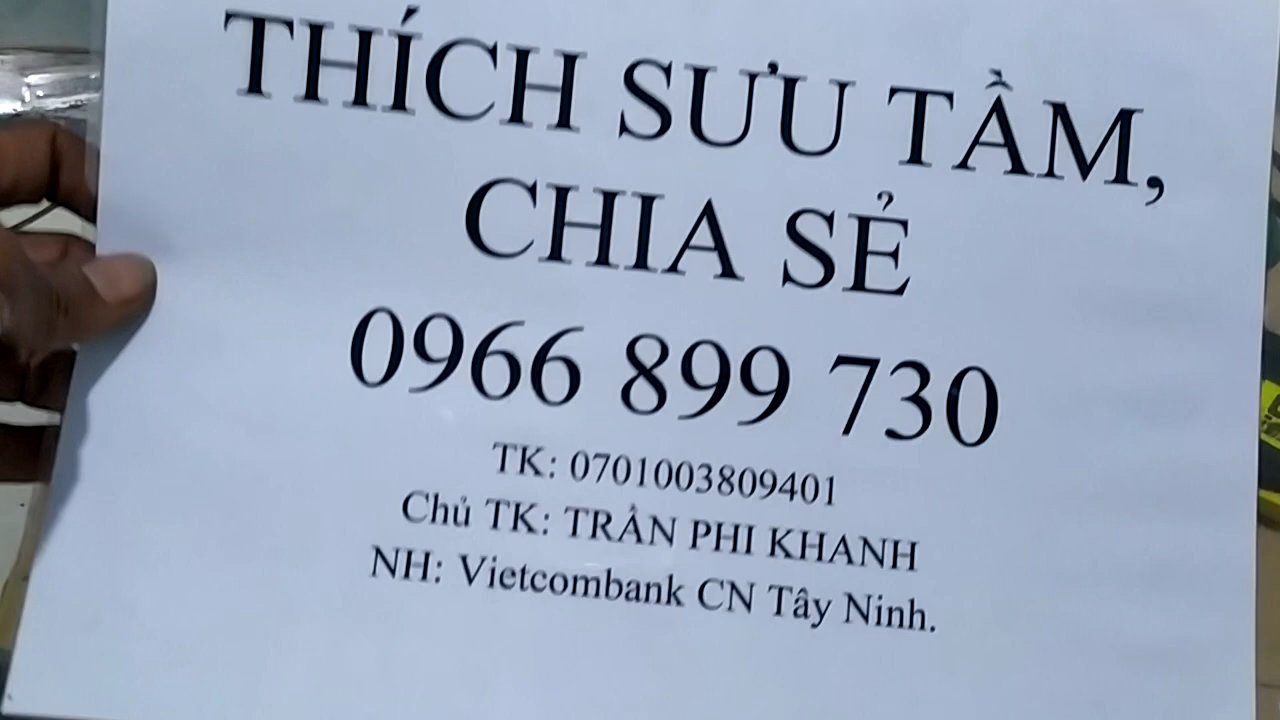 THÍCH SƯU TẦM,
CHIA SẺ
0966 899 730
TK: 0701003809401
Chủ TK: TRẦN PHI KHANH
NH: Vietcombank CN Tây Ninh.